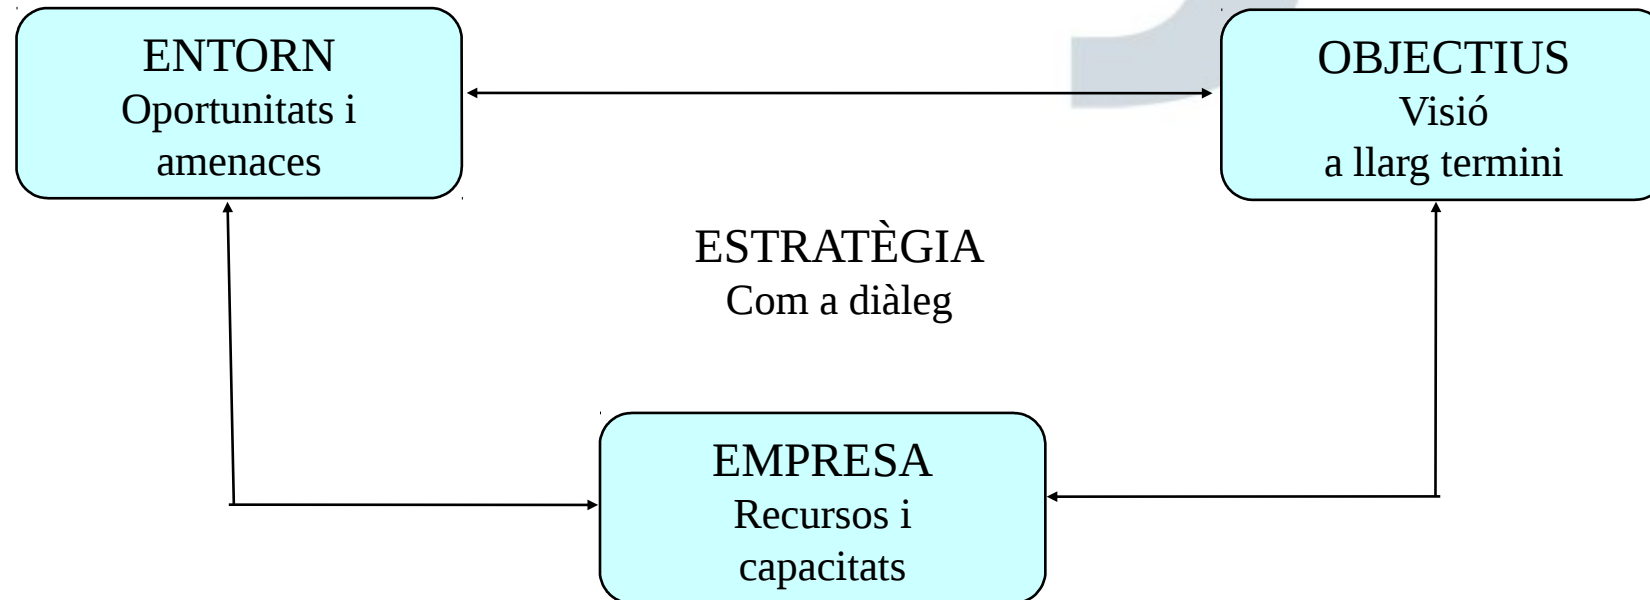 ENTORN
Oportunitats i
amenaces
OBJECTIUS
Visió
a llarg termini
ESTRATÈGIA
Com a diàleg
EMPRESA
Recursos i
capacitats